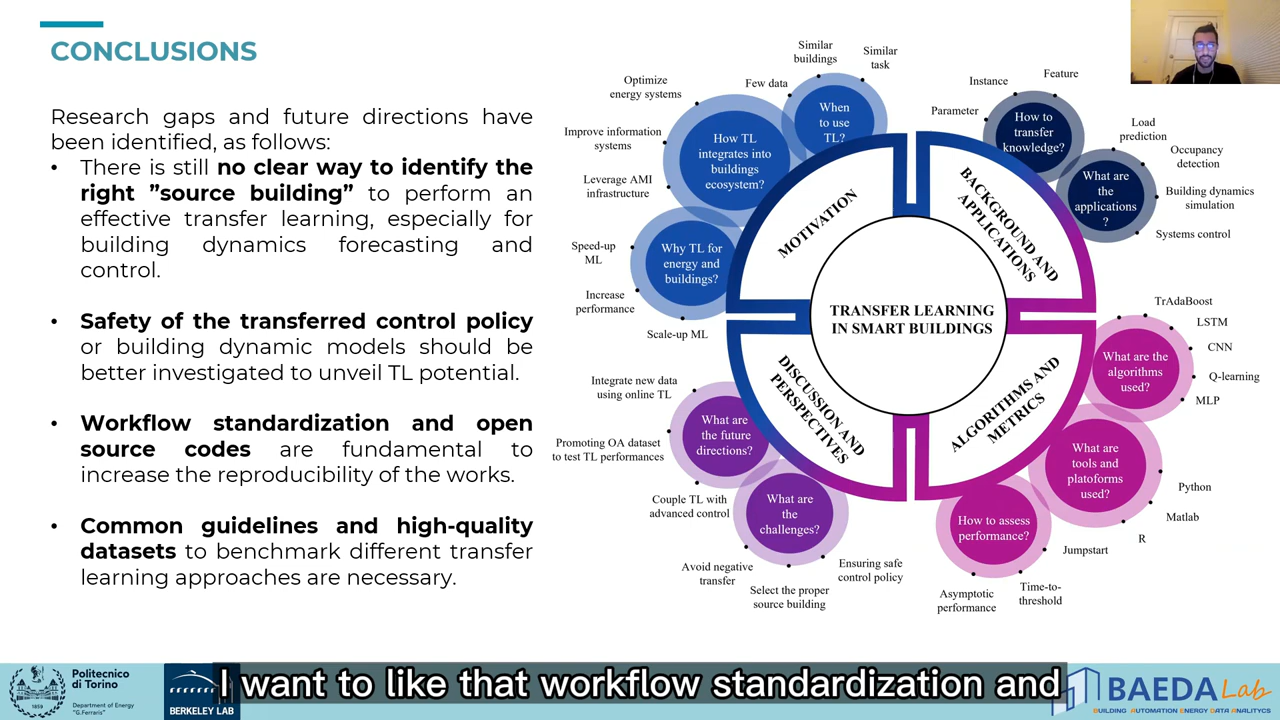 CONCLUSIONS
Research gaps and future directions have
been identified, as follows:
• There is still no clear way to identify the
right ”source building” to perform an
effective transfer learning, especially for
building dynamics forecasting and
control.
• Safety of the transferred control policy
or building dynamic models should be
better investigated to unveil TL potential.
• Workflow standardization and open
source codes are fundamental to
increase the reproducibility of the works.
• Common guidelines and high-quality
datasets to benchmark different transfer
learning approaches are necessary.
TRANSFER LEARNING
IN SMART BUILDINGS
MOTIVATION
When
to use
TL?
Few data
Similar
buildings
Similar
task
How TL
integrates into
buildings
ecosystem?
Optimize
energy systems
Improve information
systems
Leverage AMI
infrastructure
Why TL for
energy and
buildings?
Speed-up
ML
Increase
performance
Scale-up ML
BACKGROUND AND
APPLICATIONS
How to
transfer
knowledge?
Parameter
Instance
Feature
What are
the
applications
?
Load
prediction
Occupancy
detection
Building dynamics
simulation
Systems control
ALGORITHMS AND
METRICS
What are the
algorithms
used?
TrAdaBoost
LSTM
CNN
Q-learning
MLP
What are
tools and
platoforms
used?
Python
Matlab
R
How to assess
performance?
Jumpstart
Time-to-
threshold
Asymptotic
performance
DISCUSSION AND
PERSPECTIVES
What are
the future
directions?
Integrate new data
using online TL
Promoting OA dataset
to test TL performances
Couple TL with
advanced control
What are
the
challenges?
Avoid negative
transfer
Select the proper
source building
Ensuring safe
control policy
I want to like that workflow standardization and
1859
Politecnico
di Torino
Department of Energy
"G.Ferraris"
BERKELEY LAB
BAEDA Lab
BUILDING AUTOMATION ENERGY DATA ANALITYCS